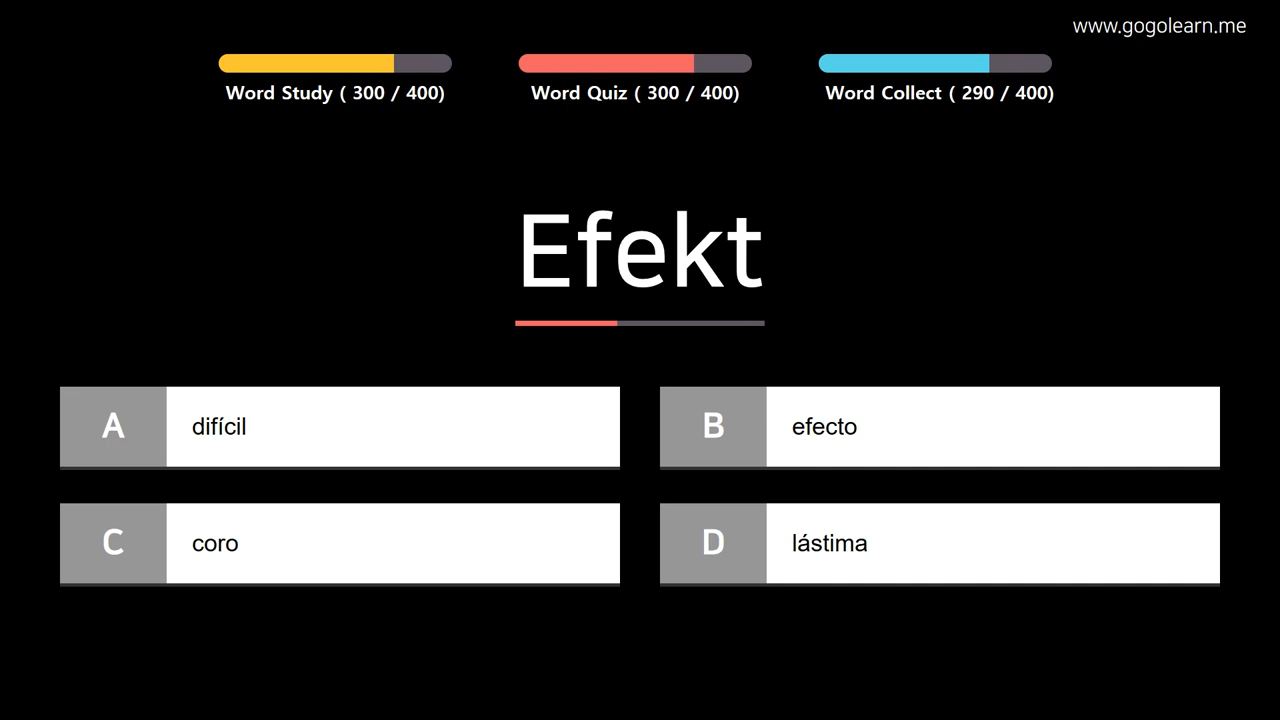 www.gogolearn.me
Word Study ( 300 / 400)
Word Quiz ( 300 / 400)
Word Collect ( 290 / 400)
Efekt
A difícil
B efecto
C coro
D lástima